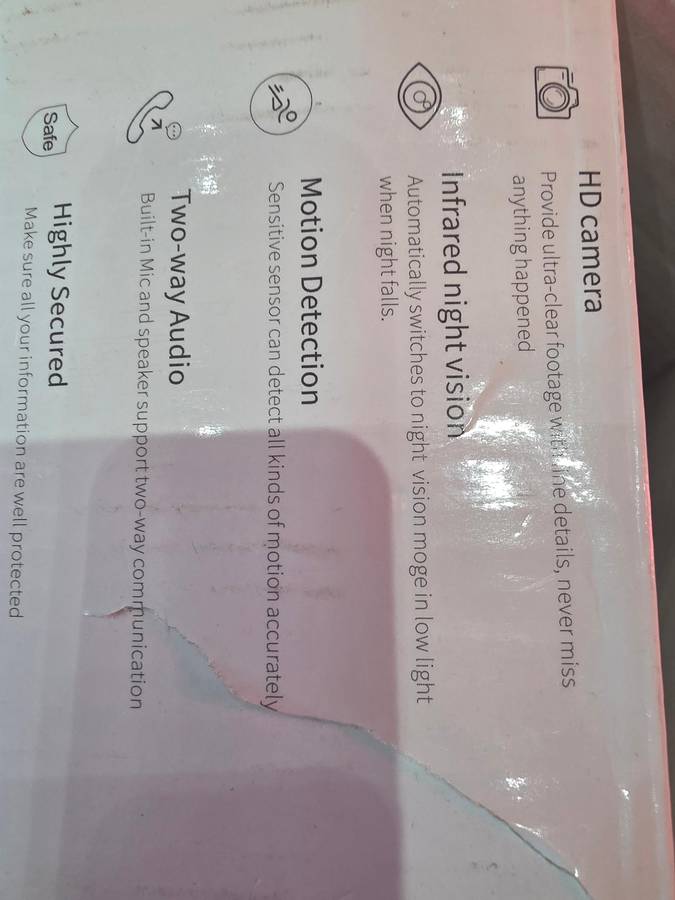 HD camera
Provide ultra-clear footage with fine details, never miss
anything happened
Infrared night vision
Automatically switches to night vision moge in low light
when night falls.
Motion Detection
Sensitive sensor can detect all kinds of motion accurately
Two-way Audio
Built-in Mic and speaker support two-way communication
Safe
Highly Secured
Make sure all your information are well protected